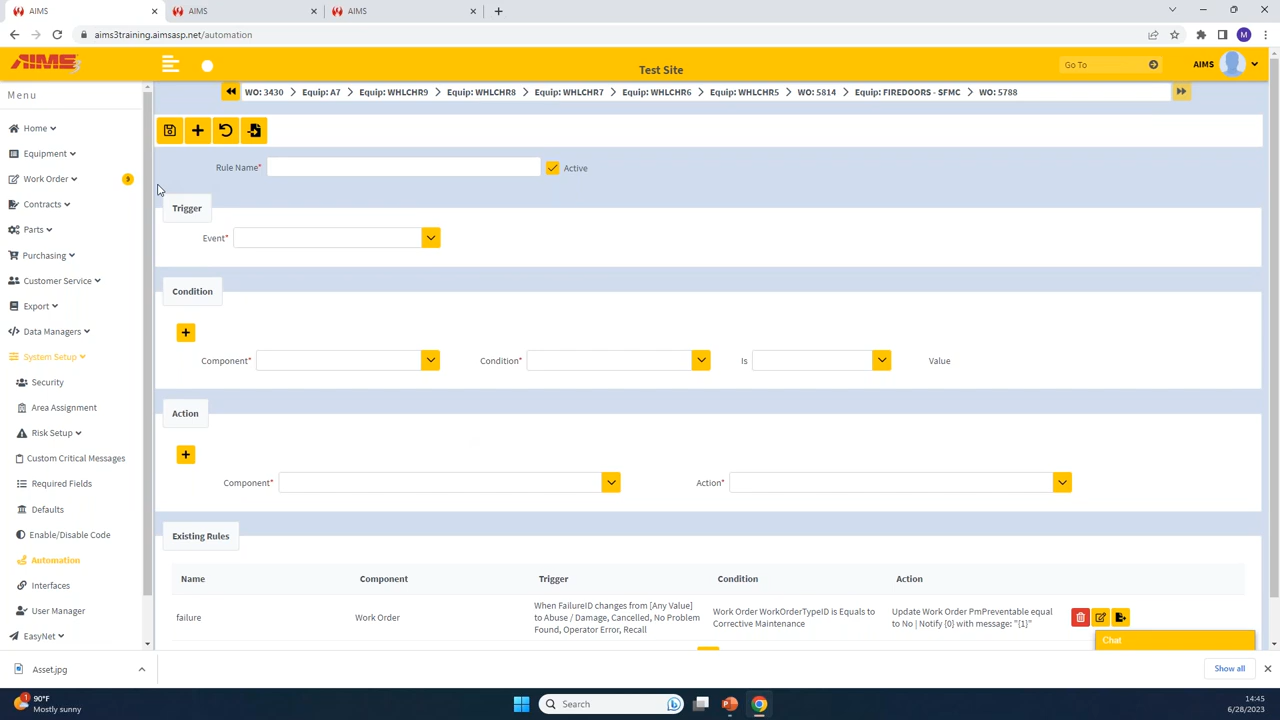 AIMS
AIMS
AIMS
aims3training.aimsasp.net/automation
M
AIMS
3
Test Site
Go To
AIMS
Menu
WO: 3430 Equip: A7 Equip: WHLCHR9 Equip: WHLCHR8 Equip: WHLCHR7 Equip: WHLCHR6 Equip: WHLCHR5 WO: 5814 Equip: FIREDOORS - SFMC WO: 5788
Home
Equipment
Work Order
Contracts
Parts
Purchasing
Customer Service
Export
Data Managers
System Setup
Security
Area Assignment
Risk Setup
Custom Critical Messages
Required Fields
Defaults
Enable/Disable Code
Automation
Interfaces
User Manager
EasyNet
Rule Name*
Active
Trigger
Event*
Condition
Component*
Condition*
Is
Value
Action
Component*
Action*
Existing Rules
Name Component Trigger Condition Action
failure
Work Order
When FailureID changes from [Any Value]
to Abuse / Damage, Cancelled, No Problem
Found, Operator Error, Recall
Work Order WorkOrderTypeID is Equals to
Corrective Maintenance
Update Work Order PmPreventable equal
to No | Notify {0} with message: "{1}"
Chat
Asset.jpg
Show all
90°F
Mostly sunny
Search
14:45
6/28/2023